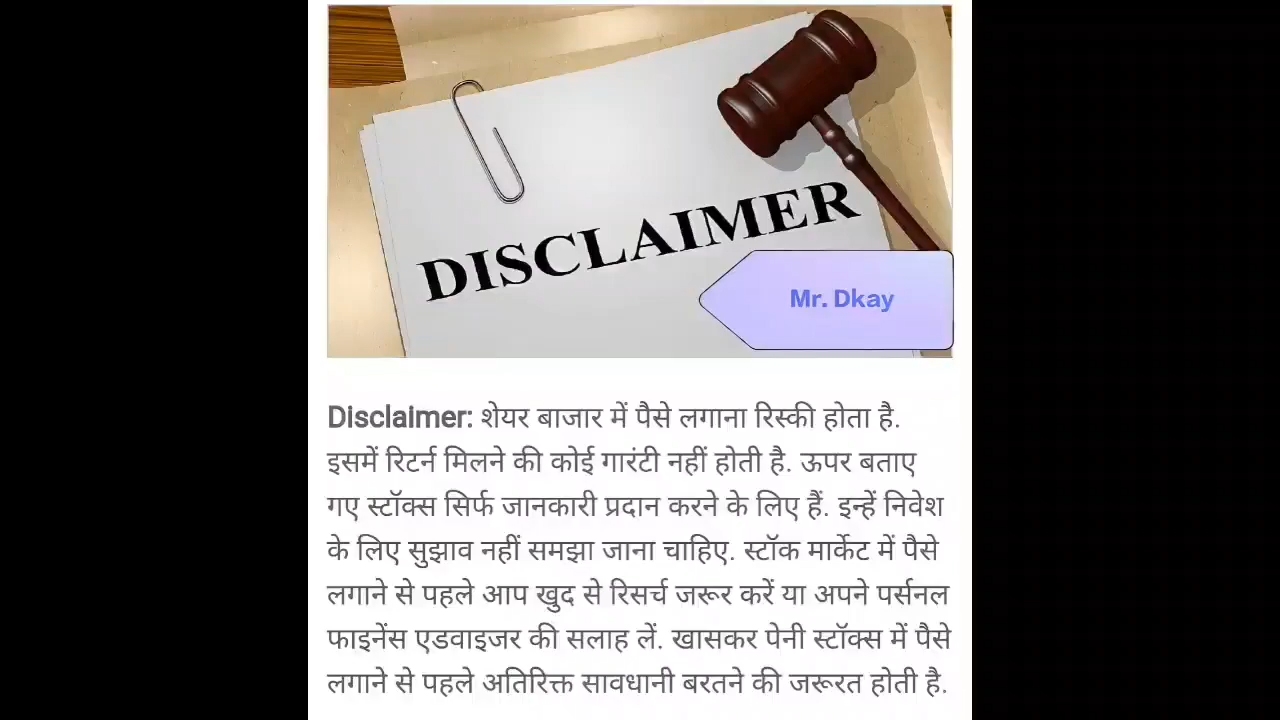 DISCLAIMER
Mr. Dkay
Disclaimer: शेयर बाजार में पैसे लगाना रिस्की होता है.
इसमें रिटर्न मिलने की कोई गारंटी नहीं होती है. ऊपर बताए
गए स्टॉक्स सिर्फ जानकारी प्रदान करने के लिए हैं. इन्हें निवेश
के लिए सुझाव नहीं समझा जाना चाहिए. स्टॉक मार्केट में पैसे
लगाने से पहले आप खुद से रिसर्च जरूर करें या अपने पर्सनल
फाइनेंस एडवाइजर की सलाह लें. खासकर पेनी स्टॉक्स में पैसे
लगाने से पहले अतिरिक्त सावधानी बरतने की जरूरत होती है.